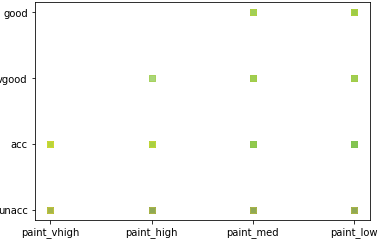 good
vgood
acc
unacc
paint_vhigh paint_high paint_med paint_low